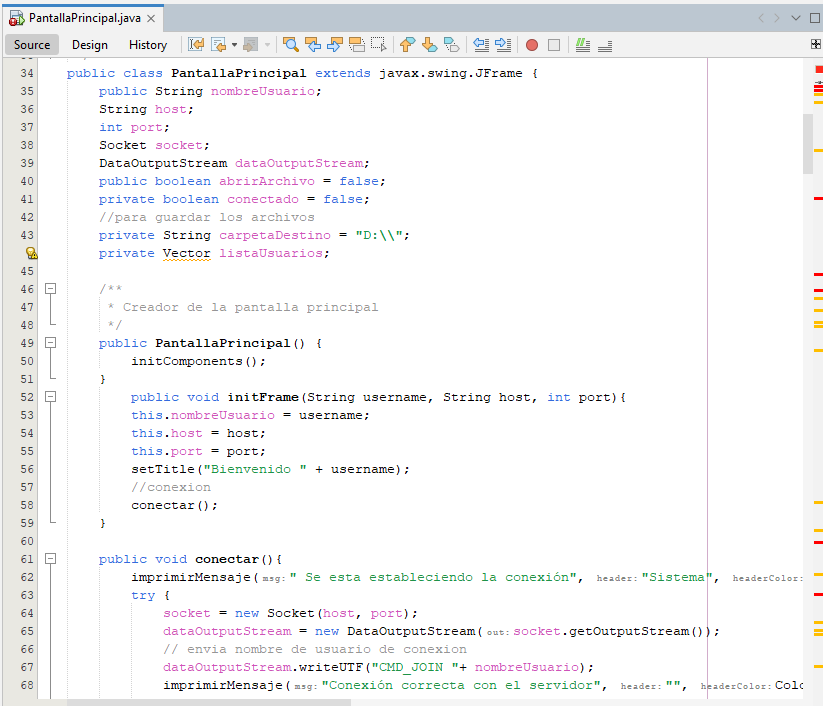 PantallaPrincipal.java
Source Design History
34 public class PantallaPrincipal extends javax.swing.JFrame {
35 public String nombreUsuario;
36 String host;
37 int port;
38 Socket socket;
39 DataOutputStream dataOutputStream;
40 public boolean abrirArchivo = false;
41 private boolean conectado = false;
42 //para guardar los archivos
43 private String carpetaDestino = "D:\\";
private Vector listaUsuarios;
45
46 /**
47 * Creador de la pantalla principal
48 */
49 public PantallaPrincipal() {
50 initComponents();
51 }
52 public void initFrame(String username, String host, int port){
53 this.nombreUsuario = username;
54 this.host = host;
55 this.port = port;
56 setTitle("Bienvenido " + username);
57 //conexion
58 conectar();
59 }
60
61 public void conectar(){
62 imprimirMensaje(msg:" Se esta estableciendo la conexión", header:"Sistema", headerColor:
63 try {
64 socket = new Socket(host, port);
65 dataOutputStream = new DataOutputStream(out:socket.getOutputStream());
66 // envia nombre de usuario de conexion
67 dataOutputStream.writeUTF("CMD_JOIN "+ nombreUsuario);
68 imprimirMensaje(msg:"Conexión correcta con el servidor", header:"", headerColor:Colo